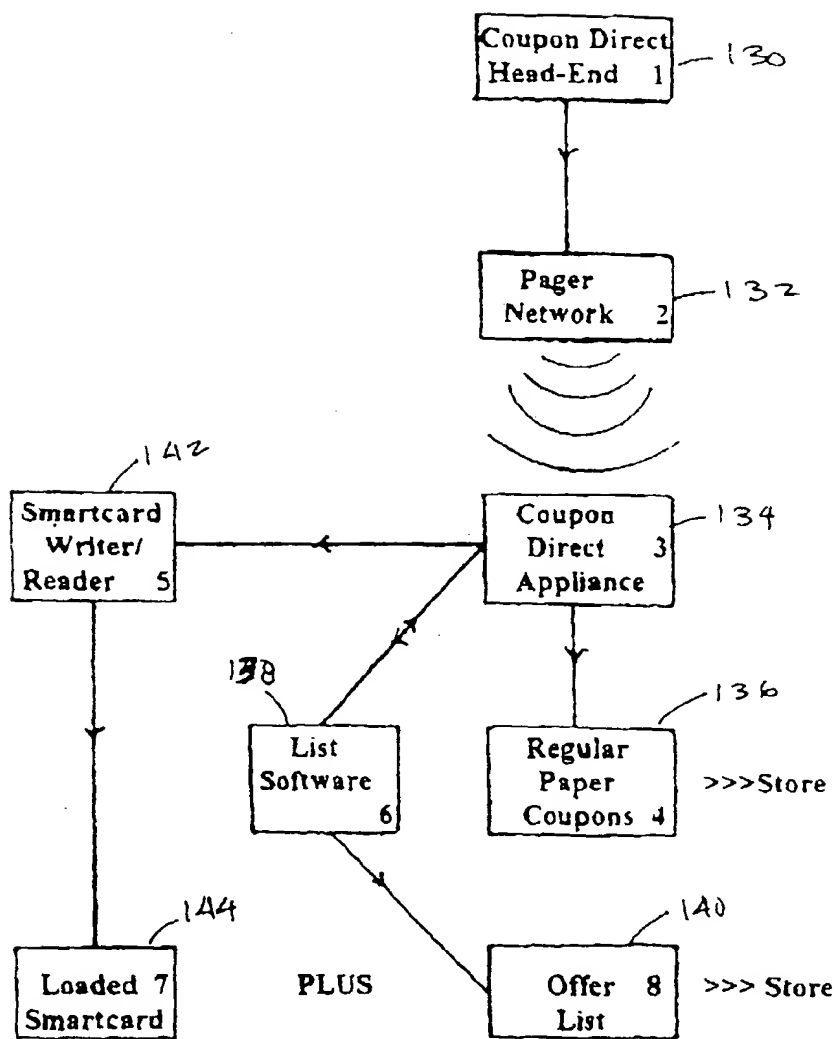 Coupon Direct
Head-End 1
130
Pager
Network 2
132
142
Smartcard
Writer/
Reader 5
Coupon
Direct 3
Appliance
134
138
List
Software
6
136
Regular
Paper
Coupons 4
>>>Store
144
Loaded 7
Smartcard
PLUS
140
Offer 8
List
>>> Store